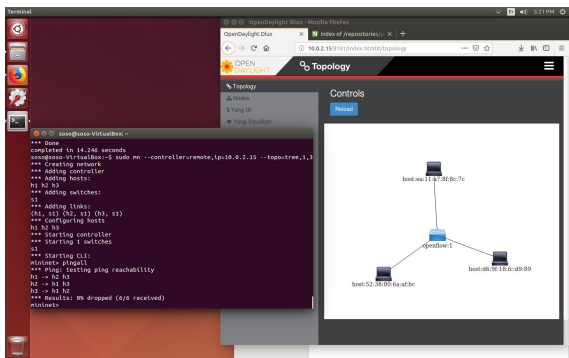 Terminal
Fr
5:21 PM
OpenDaylight Dlux - Mozilla Firefox
OpenDaylight Dlux
Index of /repositories/
10.0.2.15:8181/index.html#/topology
OPEN
DAYLIGHT
Topology
Topology
Nodes
Yang UI
Yang Visualizer
Controls
Reload
host:ea:11:a7:8f:8c:7c
openflow:1
host:d6:9f:18:fc:d9:89
host:52:38:80:6a:af:bc
soso@soso-VirtualBox: ~
*** Done
completed in 14.246 seconds
soso@soso-VirtualBox:~$ sudo mn --controller=remote,ip=10.0.2.15 --topo=tree,1,3
*** Creating network
*** Adding controller
*** Adding hosts:
h1 h2 h3
*** Adding switches:
s1
*** Adding links:
(h1, s1) (h2, s1) (h3, s1)
*** Configuring hosts
h1 h2 h3
*** Starting controller
*** Starting 1 switches
s1
*** Starting CLI:
mininet> pingall
*** Ping: testing ping reachability
h1 -> h2 h3
h2 -> h1 h3
h3 -> h1 h2
*** Results: 0% dropped (6/6 received)
mininet>